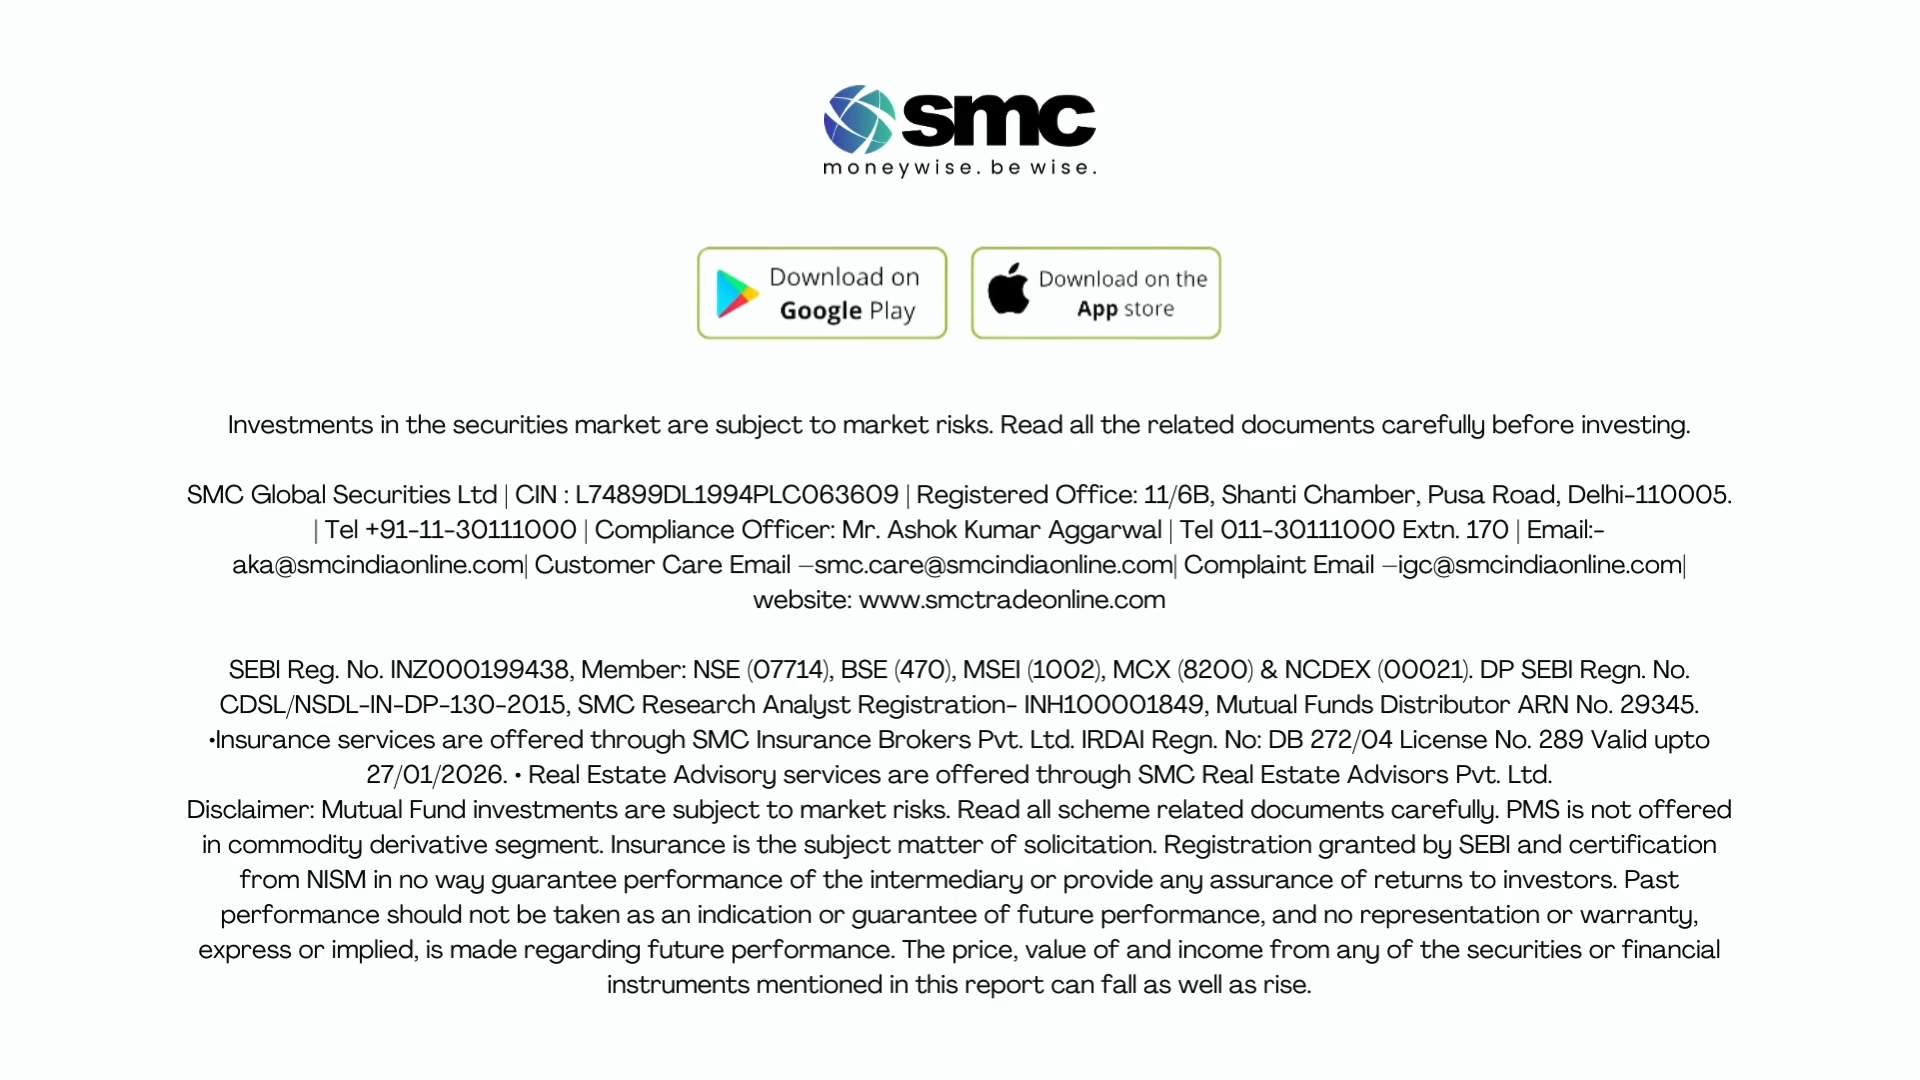 smc
moneywise. be wise.
Download on
Google Play
Download on the
App store
Investments in the securities market are subject to market risks. Read all the related documents carefully before investing.
SMC Global Securities Ltd | CIN : L74899DL1994PLC063609 | Registered Office: 11/6B, Shanti Chamber, Pusa Road, Delhi-110005.
| Tel +91-11-30111000 | Compliance Officer: Mr. Ashok Kumar Aggarwal | Tel 011-30111000 Extn. 170 | Email:-
aka@smcindiaonline.com| Customer Care Email –smc.care@smcindiaonline.com| Complaint Email –igc@smcindiaonline.com|
website: www.smctradeonline.com
SEBI Reg. No. INZ000199438, Member: NSE (07714), BSE (470), MSEI (1002), MCX (8200) & NCDEX (00021). DP SEBI Regn. No.
CDSL/NSDL-IN-DP-130-2015, SMC Research Analyst Registration- INH100001849, Mutual Funds Distributor ARN No. 29345.
•Insurance services are offered through SMC Insurance Brokers Pvt. Ltd. IRDAI Regn. No: DB 272/04 License No. 289 Valid upto
27/01/2026. • Real Estate Advisory services are offered through SMC Real Estate Advisors Pvt. Ltd.
Disclaimer: Mutual Fund investments are subject to market risks. Read all scheme related documents carefully. PMS is not offered
in commodity derivative segment. Insurance is the subject matter of solicitation. Registration granted by SEBI and certification
from NISM in no way guarantee performance of the intermediary or provide any assurance of returns to investors. Past
performance should not be taken as an indication or guarantee of future performance, and no representation or warranty,
express or implied, is made regarding future performance. The price, value of and income from any of the securities or financial
instruments mentioned in this report can fall as well as rise.